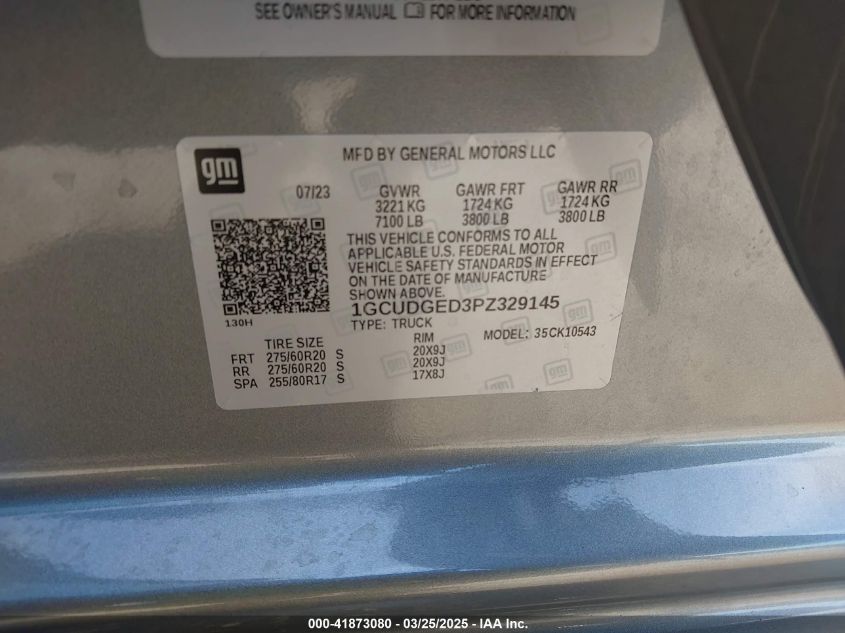 SEE OWNER'S MANUAL FOR MORE INFORMATION
gm
MFD BY GENERAL MOTORS LLC
07/23 GVWR GAWR FRT GAWR RR
3221 KG 1724 KG 1724 KG
7100 LB 3800 LB 3800 LB
THIS VEHICLE CONFORMS TO ALL
APPLICABLE U.S. FEDERAL MOTOR
VEHICLE SAFETY STANDARDS IN EFFECT
ON THE DATE OF MANUFACTURE
SHOWN ABOVE.
1GCUDGED3PZ329145
130H
TYPE: TRUCK MODEL: 35CK10543
TIRE SIZE RIM
FRT 275/60R20 S 20X9J
RR 275/60R20 S 20X9J
SPA 255/80R17 S 17X8J
000-41873080 - 03/25/2025 - IAA Inc.